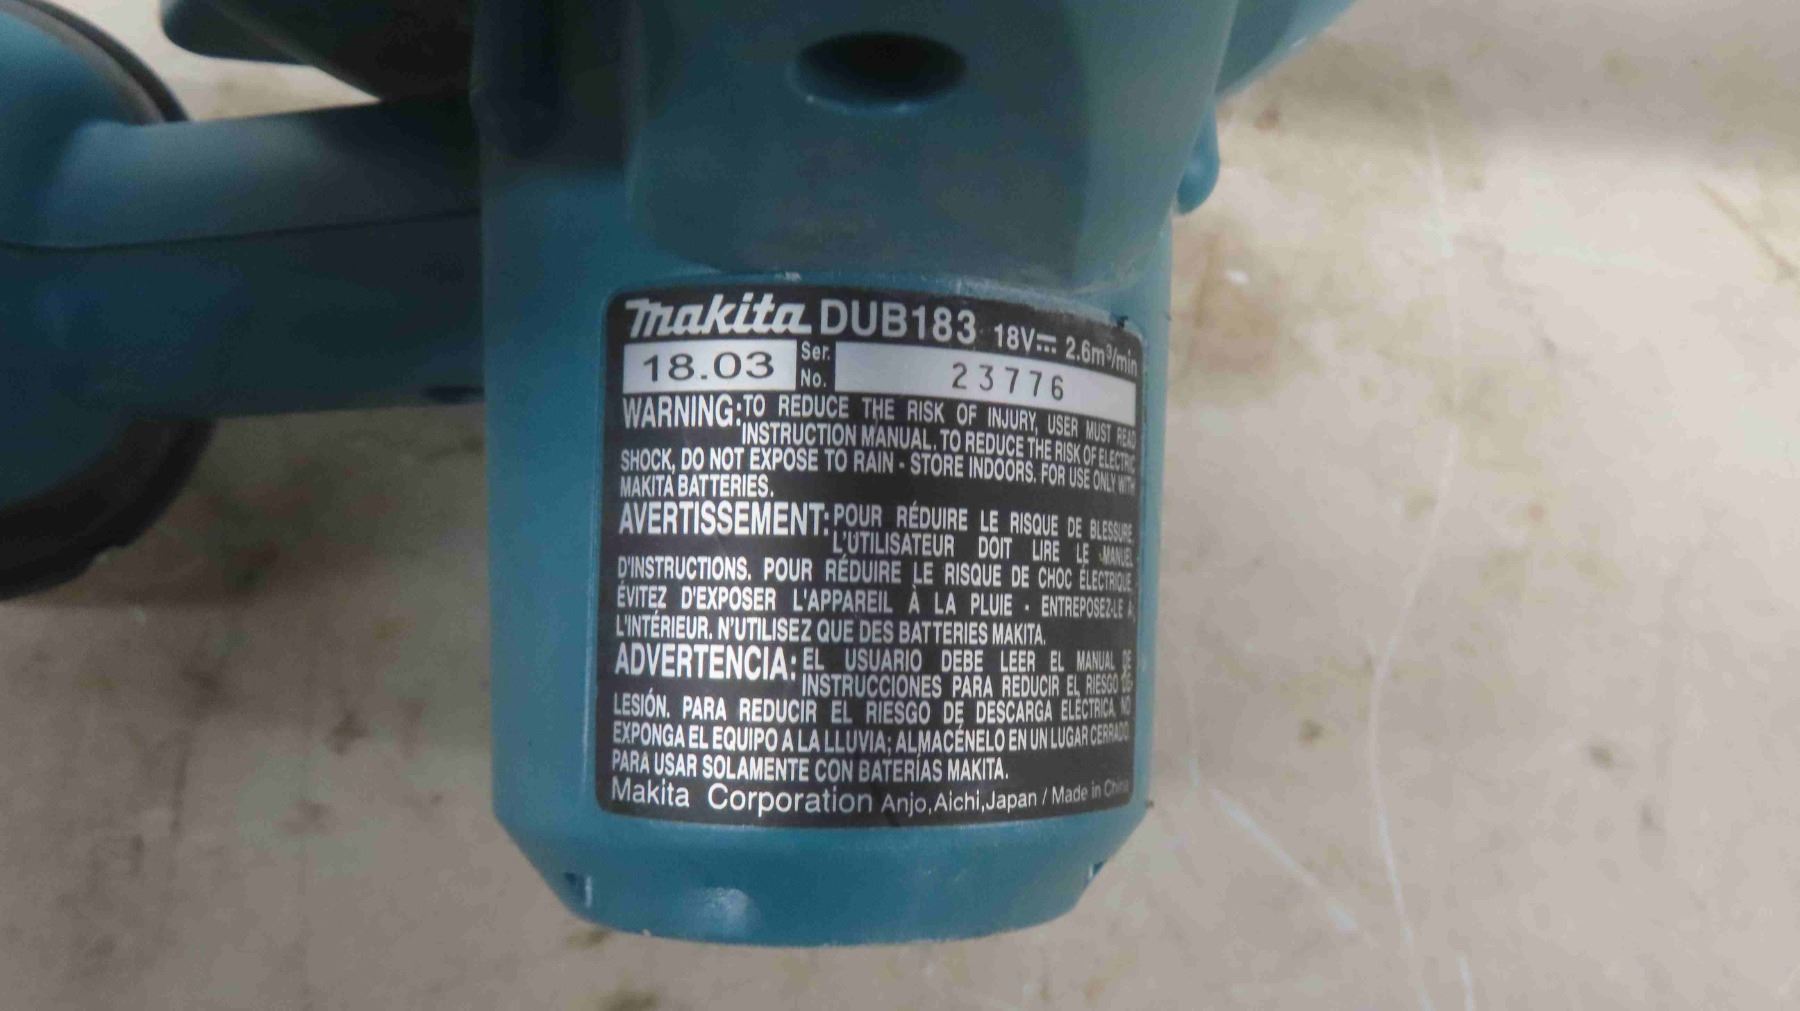 makita DUB183 18V⎓ 2.6m³/min
18.03 Ser. No. 23776
WARNING: TO REDUCE THE RISK OF INJURY, USER MUST READ
INSTRUCTION MANUAL. TO REDUCE THE RISK OF ELECTRIC
SHOCK, DO NOT EXPOSE TO RAIN - STORE INDOORS. FOR USE ONLY WITH
MAKITA BATTERIES.
AVERTISSEMENT: POUR RÉDUIRE LE RISQUE DE BLESSURE,
L'UTILISATEUR DOIT LIRE LE MANUEL
D'INSTRUCTIONS. POUR RÉDUIRE LE RISQUE DE CHOC ÉLECTRIQUE,
ÉVITEZ D'EXPOSER L'APPAREIL À LA PLUIE - ENTREPOSEZ-LE À
L'INTÉRIEUR. N'UTILISEZ QUE DES BATTERIES MAKITA.
ADVERTENCIA: EL USUARIO DEBE LEER EL MANUAL DE
INSTRUCCIONES PARA REDUCIR EL RIESGO DE
LESIÓN. PARA REDUCIR EL RIESGO DE DESCARGA ELÉCTRICA, NO
EXPONGA EL EQUIPO A LA LLUVIA; ALMACÉNELO EN UN LUGAR CERRADO.
PARA USAR SOLAMENTE CON BATERÍAS MAKITA.
Makita Corporation Anjo, Aichi, Japan / Made in China